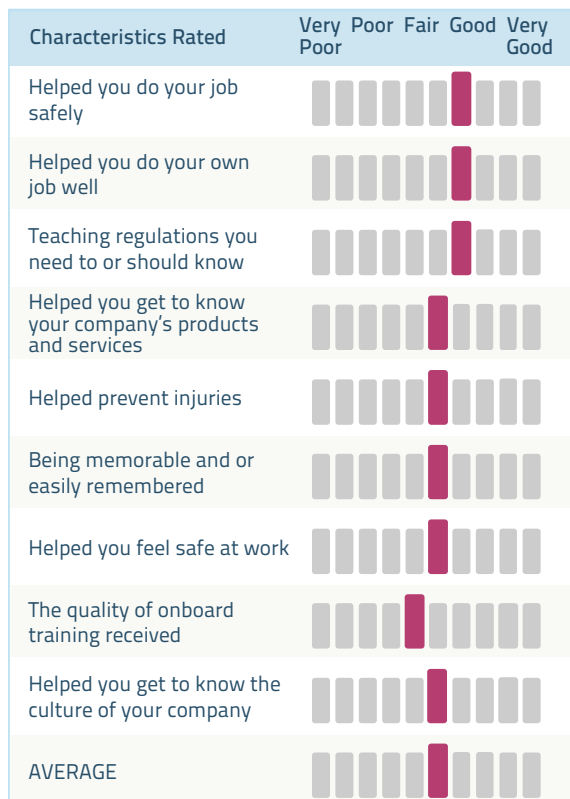 Characteristics Rated
Very Poor Fair Good Very
Poor Good
Helped you do your job
safely
Helped you do your own
job well
Teaching regulations you
need to or should know
Helped you get to know
your company's products
and services
Helped prevent injuries
Being memorable and or
easily remembered
Helped you feel safe at work
The quality of onboard
training received
Helped you get to know the
culture of your company
AVERAGE